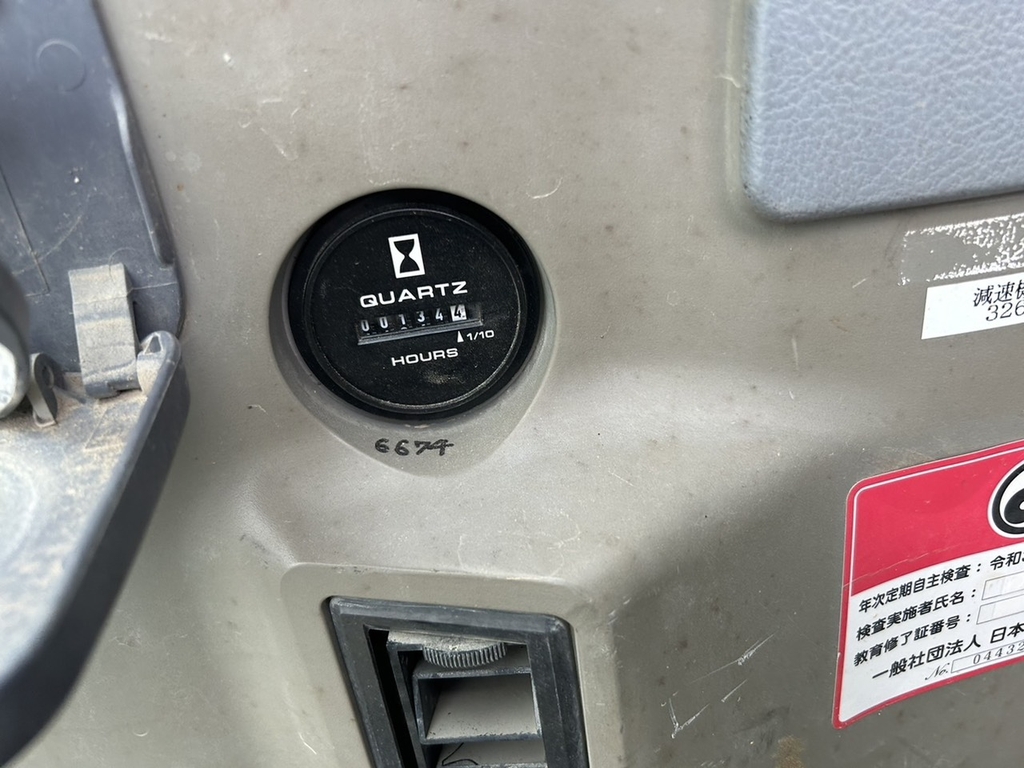 QUARTZ
001344
1/10
HOURS
6674
減速機
326
年次定期自主検査：令和
検査実施者氏名：
教育修了証番号：
一般社団法人 日本
No. 04432